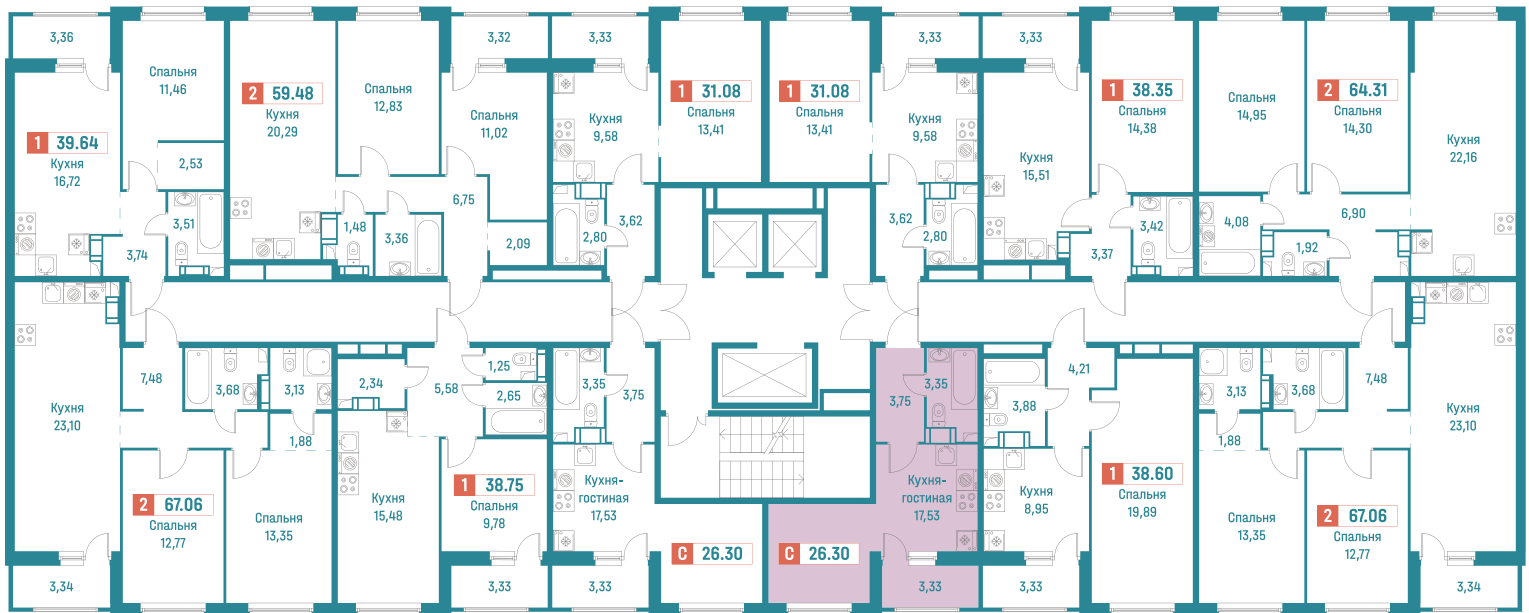 3,36
Спальня
11,46
1 39.64
Кухня
16,72
2,53
3,51
3,74
2 59.48
Кухня
20,29
Спальня
12,83
1,48
3,36
3,32
Спальня
11,02
6,75
2,09
3,33
Кухня
9,58
2,80
3,62
1 31.08
Спальня
13,41
1 31.08
Спальня
13,41
3,33
Кухня
9,58
3,62
2,80
3,33
Кухня
15,51
3,37
1 38.35
Спальня
14,38
3,42
Спальня
14,95
4,08
2 64.31
Спальня
14,30
6,90
1,92
Кухня
22,16
Кухня
23,10
7,48
3,68
3,13
1,88
2 67.06
Спальня
12,77
Спальня
13,35
3,34
2,34
5,58
1,25
2,65
Кухня
15,48
1 38.75
Спальня
9,78
3,33
3,35
3,75
Кухня-
гостиная
17,53
3,33
С 26.30
С 26.30
3,75
3,35
Кухня-
гостиная
17,53
3,33
3,88
4,21
Кухня
8,95
3,33
1 38.60
Спальня
19,89
3,13
3,68
7,48
1,88
Спальня
13,35
2 67.06
Спальня
12,77
Кухня
23,10
3,34